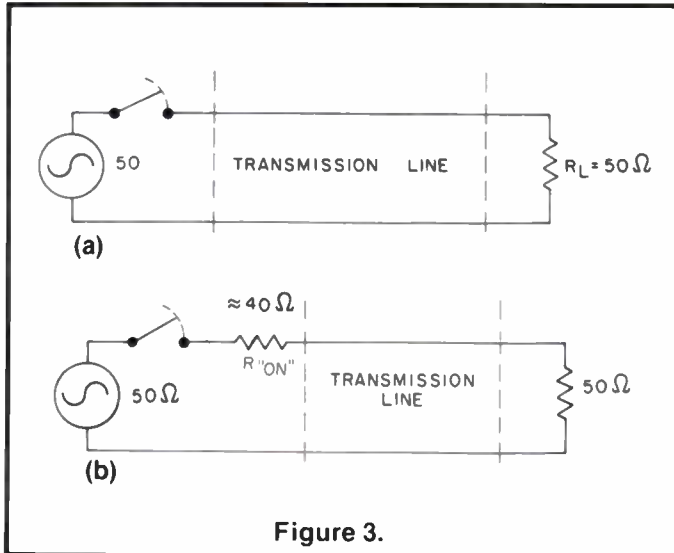 50
TRANSMISSION LINE
R_L = 50 Ω
(a)
≈ 40 Ω
R "ON"
50 Ω
TRANSMISSION
LINE
50 Ω
(b)
Figure 3.